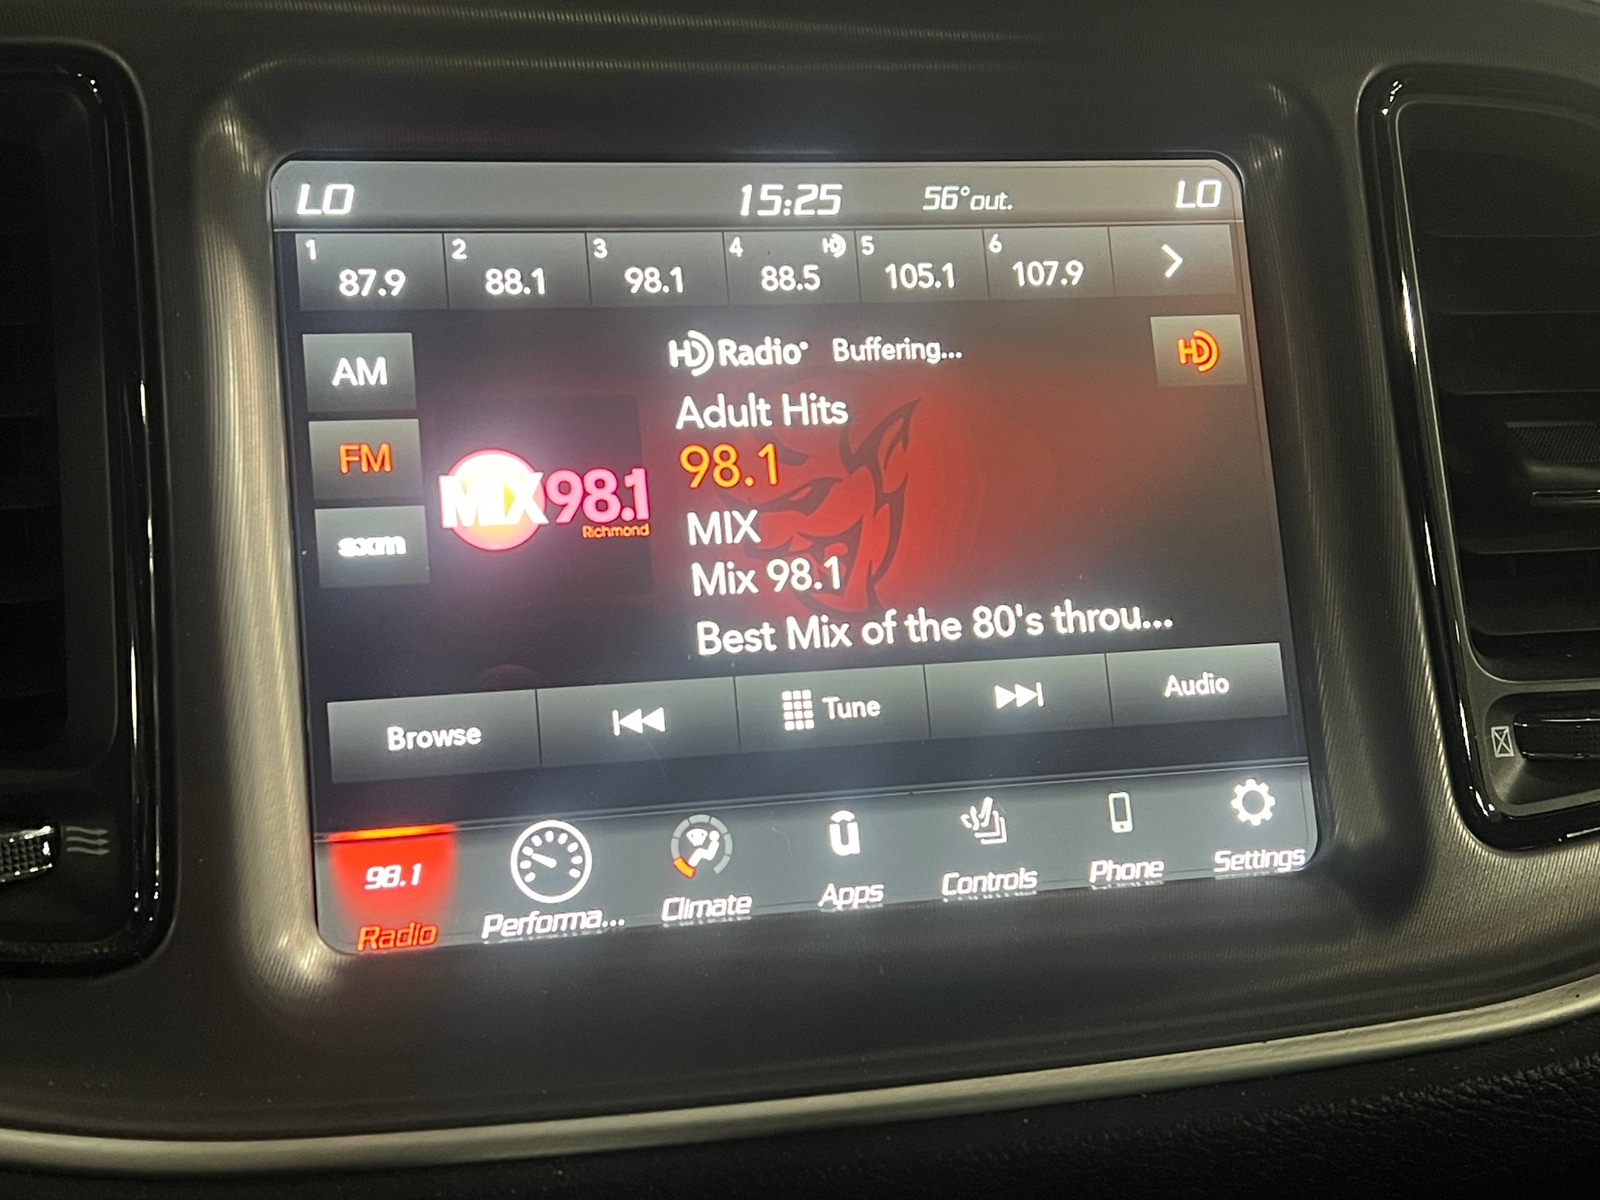 LO 15:25 56°out. LO
1 2 3 4 HD 5 6
87.9 88.1 98.1 88.5 105.1 107.9
HD Radio Buffering...
HD
AM
Adult Hits
FM
98.1
MIX98.1
Richmond
sxm
MIX
Mix 98.1
Best Mix of the 80's throu...
Browse Tune Audio
98.1
Radio Performa... Climate Apps Controls Phone Settings